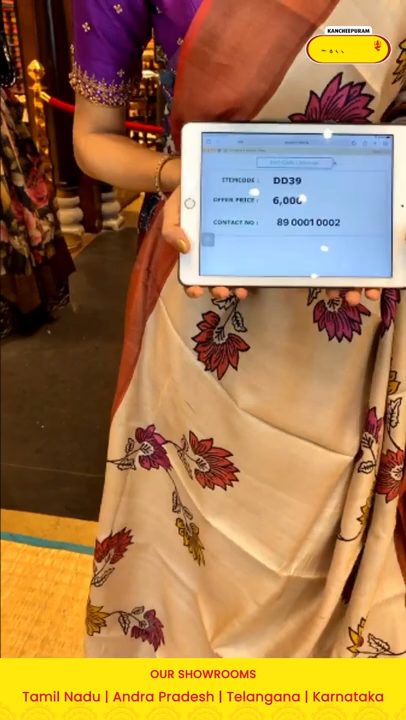 KANCHEEPURAM
ITEMCODE : DD39
OFFER PRICE : 6,000
CONTACT NO : 89 0001 0002
OUR SHOWROOMS
Tamil Nadu | Andra Pradesh | Telangana | Karnataka